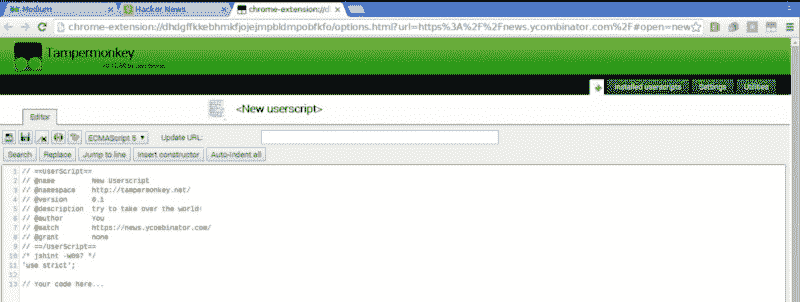 Medium
Hacker News
chrome-extension://d
chrome-extension://dhdgffkkebhmkfjojejmpbldmpobfkfo/options.html?url=https%3A%2F%2Fnews.ycombinator.com%2F#open=new
Tampermonkey
Installed userscripts Settings Utilities
<New userscript>
Editor
ECMAScript 5 Update URL:
Search Replace Jump to line Insert constructor Auto-Indent all
1 // ==UserScript==
2 // @name New Userscript
3 // @namespace http://tampermonkey.net/
4 // @version 0.1
5 // @description try to take over the world!
6 // @author You
7 // @match https://news.ycombinator.com/
8 // @grant none
9 // ==/UserScript==
10 /* jshint -W097 */
11 'use strict';
12
13 // Your code here...